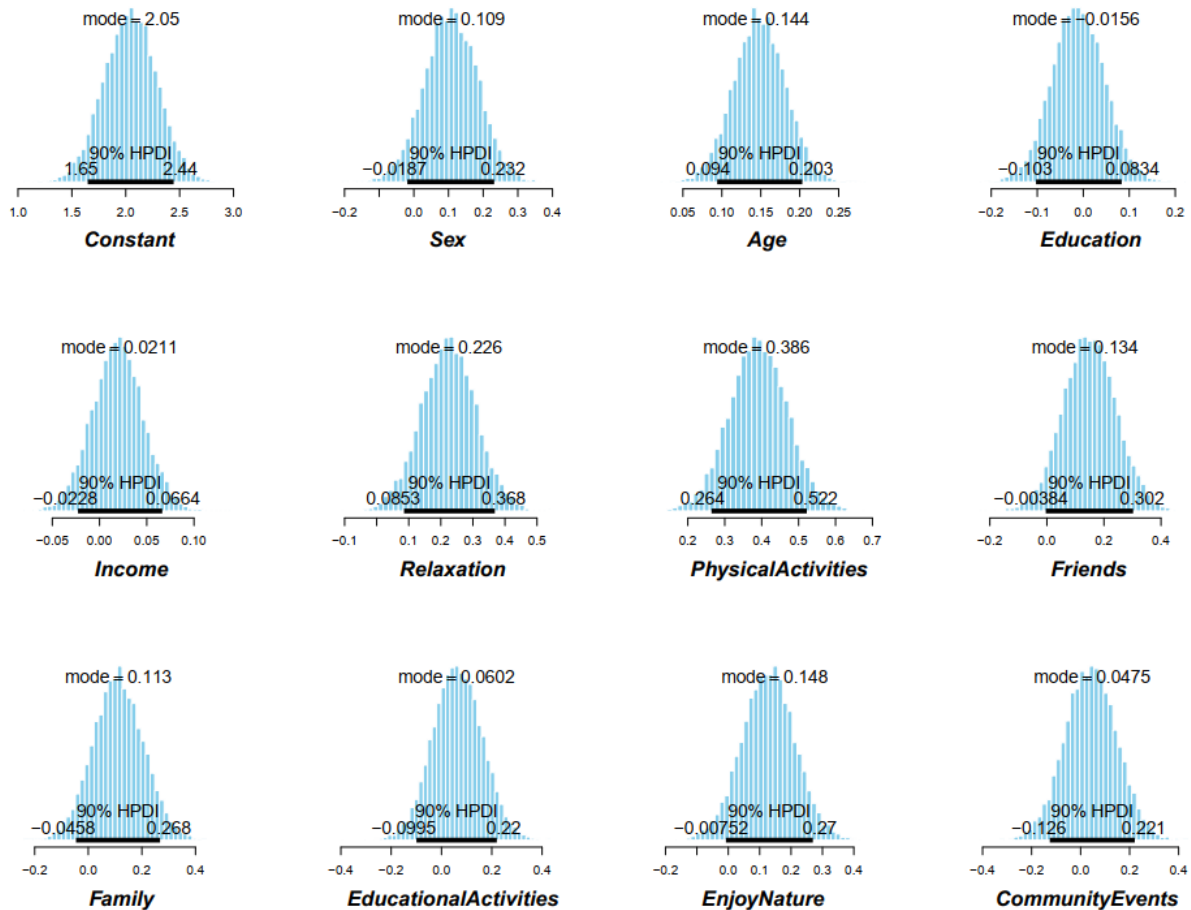 mode = 2.05
90% HPDI
1.65 2.44
1.0 1.5 2.0 2.5 3.0
Constant
mode = 0.109
90% HPDI
−0.0187 0.232
−0.2 0.0 0.1 0.2 0.3 0.4
Sex
mode = 0.144
90% HPDI
0.094 0.203
0.05 0.10 0.15 0.20 0.25
Age
mode = −0.0156
90% HPDI
−0.103 0.0834
−0.2 −0.1 0.0 0.1 0.2
Education
mode = 0.0211
90% HPDI
−0.0228 0.0664
−0.05 0.00 0.05 0.10
Income
mode = 0.226
90% HPDI
0.0853 0.368
−0.1 0.1 0.2 0.3 0.4 0.5
Relaxation
mode = 0.386
90% HPDI
0.264 0.522
0.2 0.3 0.4 0.5 0.6 0.7
PhysicalActivities
mode = 0.134
90% HPDI
−0.00384 0.302
−0.2 0.0 0.2 0.4
Friends
mode = 0.113
90% HPDI
−0.0458 0.268
−0.2 0.0 0.2 0.4
Family
mode = 0.0602
90% HPDI
−0.0995 0.22
−0.2 0.0 0.2 0.4
EducationalActivities
mode = 0.148
90% HPDI
−0.00752 0.27
−0.2 0.0 0.1 0.2 0.3 0.4
EnjoyNature
mode = 0.0475
90% HPDI
−0.126 0.221
−0.4 −0.2 0.0 0.2 0.4
CommunityEvents